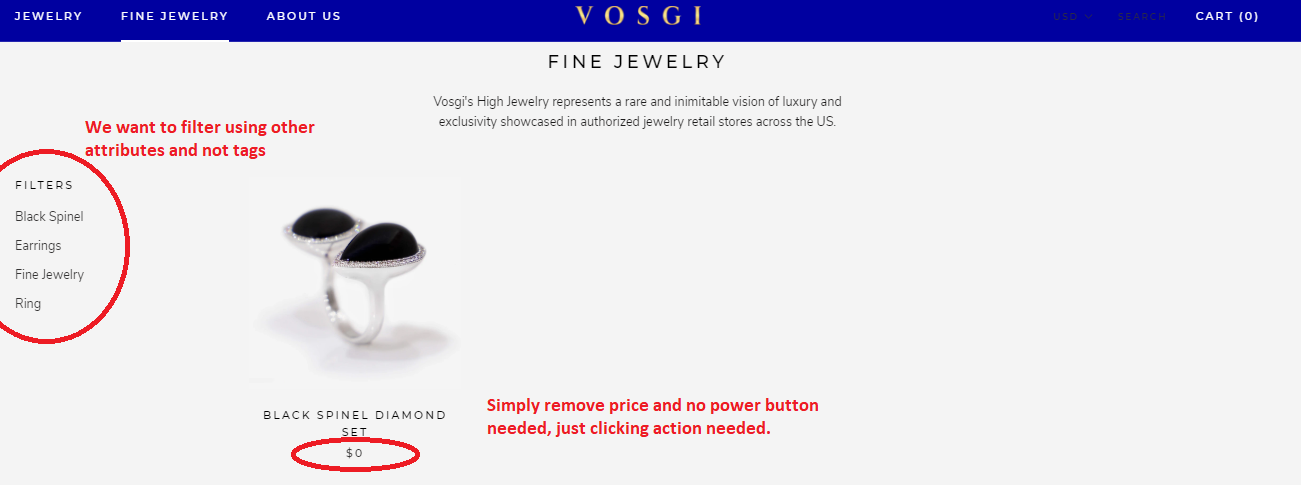 JEWELRY FINE JEWELRY ABOUT US VOSGI USD SEARCH CART (0)
FINE JEWELRY
Vosgi's High Jewelry represents a rare and inimitable vision of luxury and
exclusivity showcased in authorized jewelry retail stores across the US.
We want to filter using other
attributes and not tags
FILTERS
Black Spinel
Earrings
Fine Jewelry
Ring
BLACK SPINEL DIAMOND
SET
$0
Simply remove price and no power button
needed, just clicking action needed.